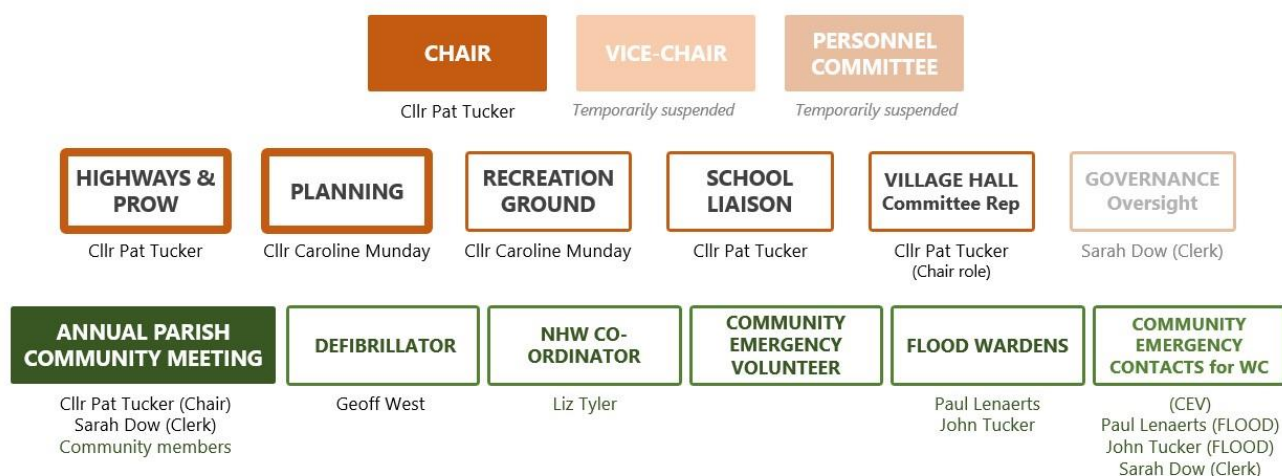 CHAIR
VICE-CHAIR
PERSONNEL
COMMITTEE
Cllr Pat Tucker
Temporarily suspended
Temporarily suspended
HIGHWAYS &
PROW
PLANNING
RECREATION
GROUND
SCHOOL
LIAISON
VILLAGE HALL
Committee Rep
GOVERNANCE
Oversight
Cllr Pat Tucker
Cllr Caroline Munday
Cllr Caroline Munday
Cllr Pat Tucker
Cllr Pat Tucker
(Chair role)
Sarah Dow (Clerk)
ANNUAL PARISH
COMMUNITY MEETING
DEFIBRILLATOR
NHW CO-
ORDINATOR
COMMUNITY
EMERGENCY
VOLUNTEER
FLOOD WARDENS
COMMUNITY
EMERGENCY
CONTACTS for WC
Cllr Pat Tucker (Chair)
Sarah Dow (Clerk)
Community members
Geoff West
Liz Tyler
Paul Lenaerts
John Tucker
(CEV)
Paul Lenaerts (FLOOD)
John Tucker (FLOOD)
Sarah Dow (Clerk)